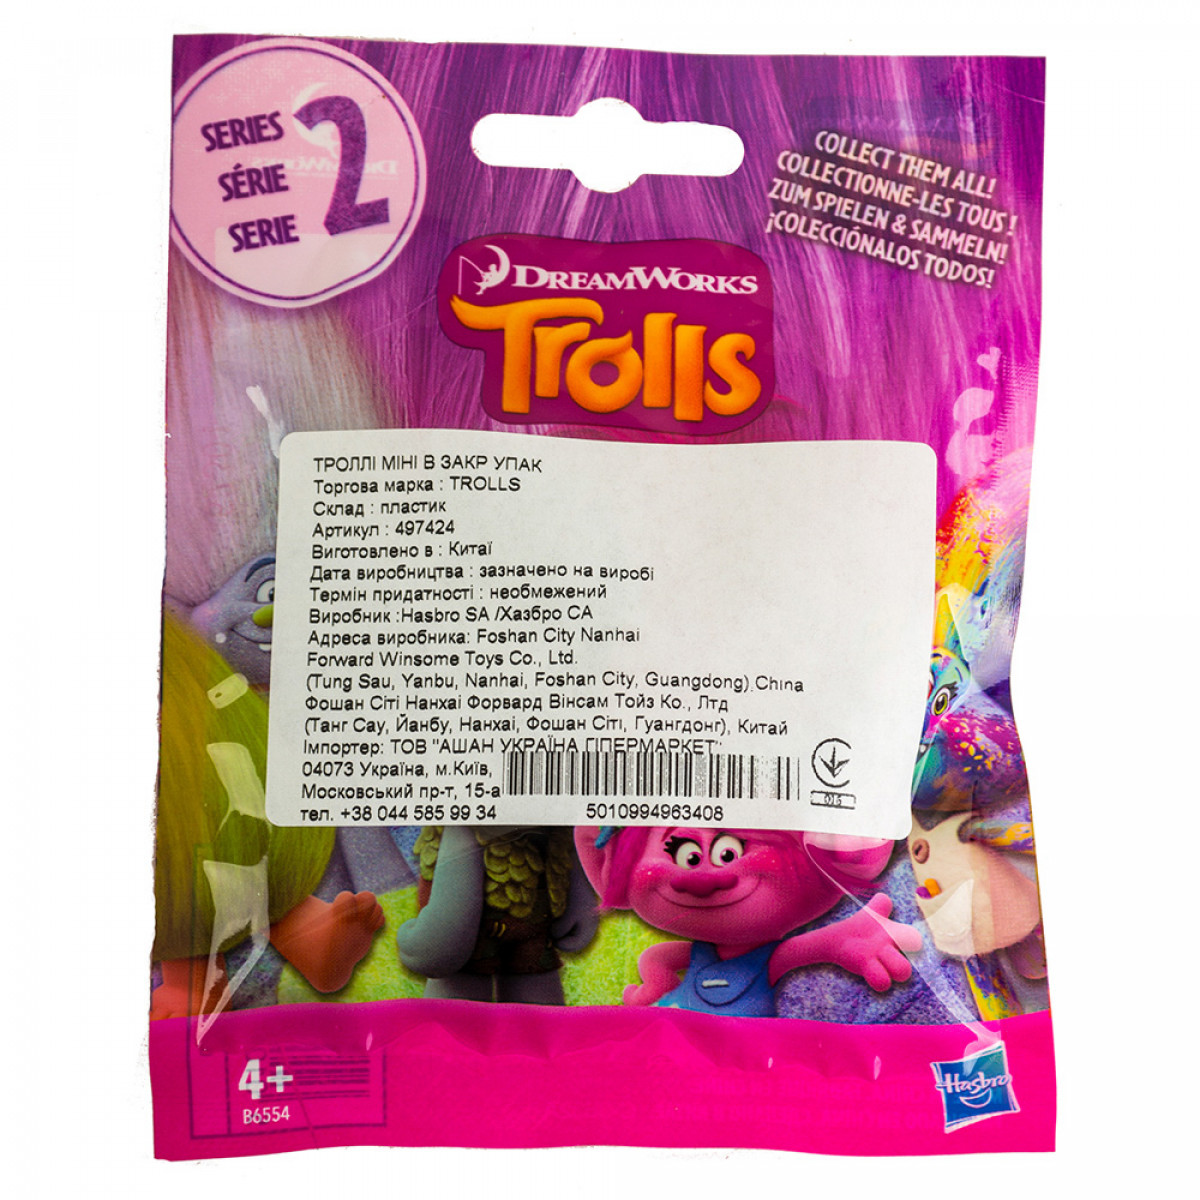 SERIES
SÉRIE
SERIE
2
COLLECT THEM ALL!
COLLECTIONNE-LES TOUS !
ZUM SPIELEN & SAMMELN!
¡COLECCIÓNALOS TODOS!
DREAMWORKS
Trolls
ТРОЛЛІ МІНІ В ЗАКР УПАК
Торгова марка : TROLLS
Склад : пластик
Артикул : 497424
Виготовлено в : Китаї
Дата виробництва : зазначено на виробі
Термін придатності : необмежений
Виробник :Hasbro SA /Хазбро СА
Адреса виробника: Foshan City Nanhai
Forward Winsome Toys Co., Ltd.
(Tung Sau, Yanbu, Nanhai, Foshan City, Guangdong),China
Фошан Сіті Нанхаі Форвард Вінсам Тойз Ко., Лтд
(Танг Сау, Йанбу, Нанхаі, Фошан Сіті, Гуангдонг), Китай
Імпортер: ТОВ "АШАН УКРАЇНА ГІПЕРМАРКЕТ"
04073 Україна, м.Київ,
Московський пр-т, 15-а
тел. +38 044 585 99 34
5010994963408
4+
B6554
Hasbro